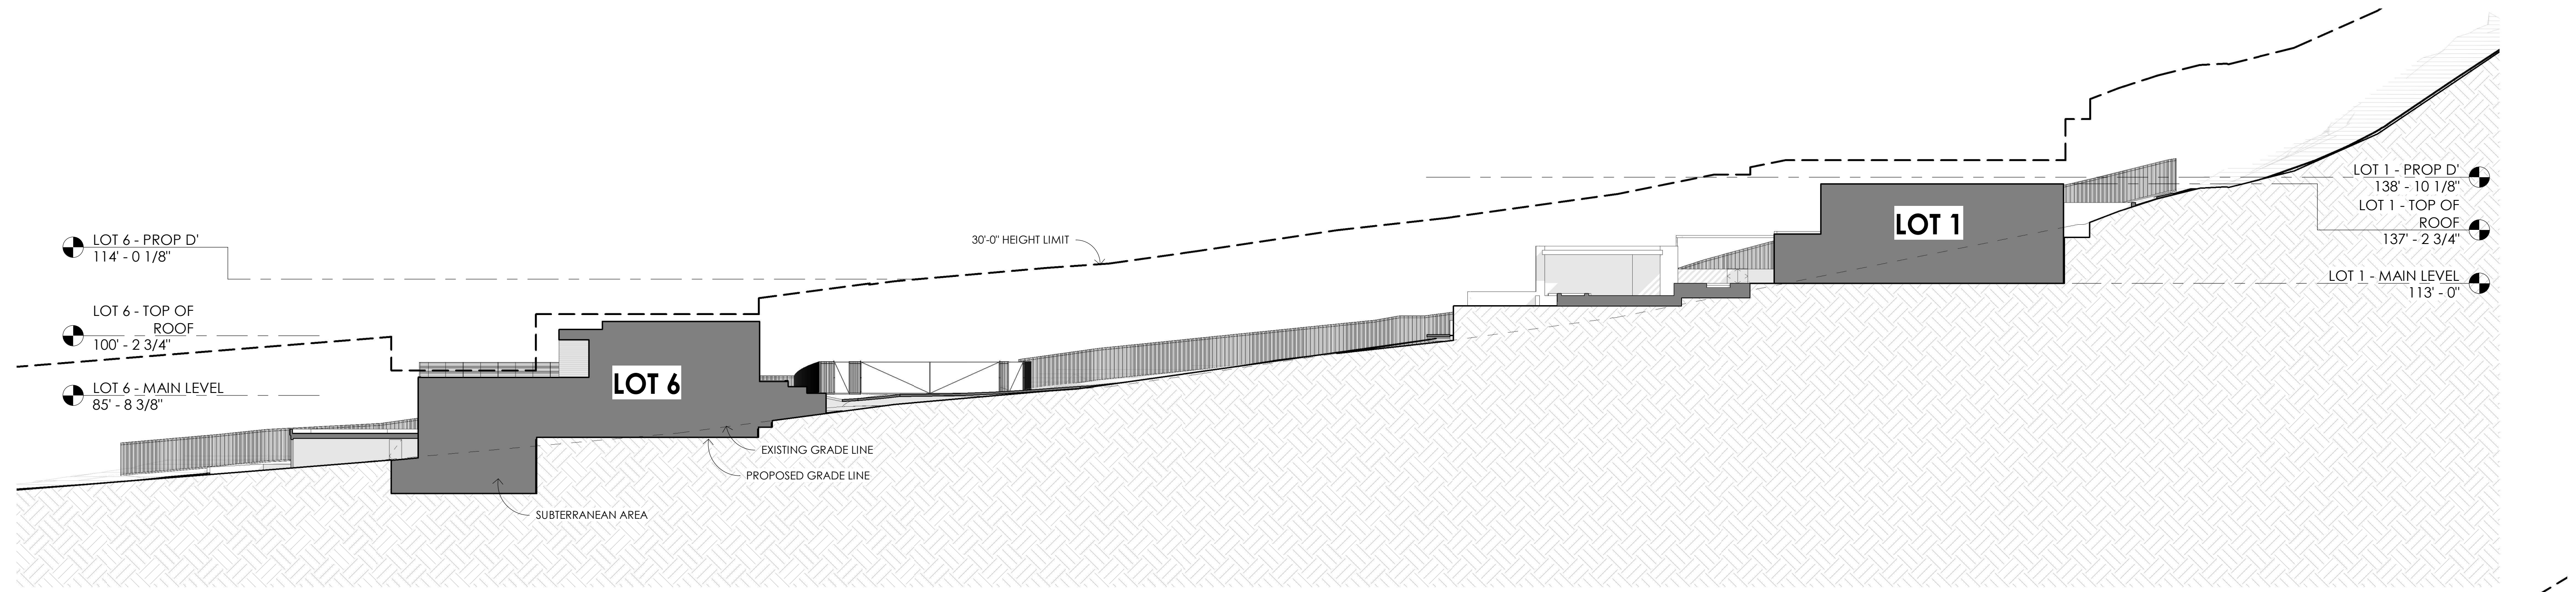 LOT 6 - PROP D'
114' - 0 1/8"
LOT 6 - TOP OF
ROOF
100' - 2 3/4"
LOT 6 - MAIN LEVEL
85' - 8 3/8"
LOT 6
EXISTING GRADE LINE
PROPOSED GRADE LINE
SUBTERRANEAN AREA
30'-0" HEIGHT LIMIT
LOT 1
LOT 1 - PROP D'
138' - 10 1/8"
LOT 1 - TOP OF
ROOF
137' - 2 3/4"
LOT 1 - MAIN LEVEL
113' - 0"